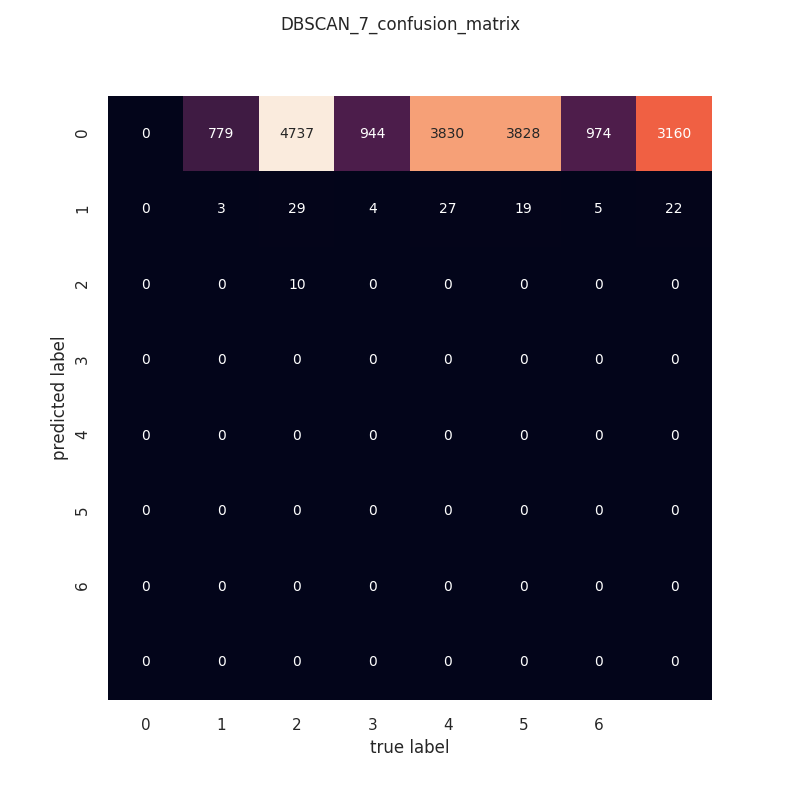 DBSCAN_7_confusion_matrix
0 0 779 4737 944 3830 3828 974 3160
1 0 3 29 4 27 19 5 22
2 0 0 10 0 0 0 0 0
3 0 0 0 0 0 0 0 0
4 0 0 0 0 0 0 0 0
5 0 0 0 0 0 0 0 0
6 0 0 0 0 0 0 0 0
0 0 0 0 0 0 0 0
predicted label
0 1 2 3 4 5 6
true label